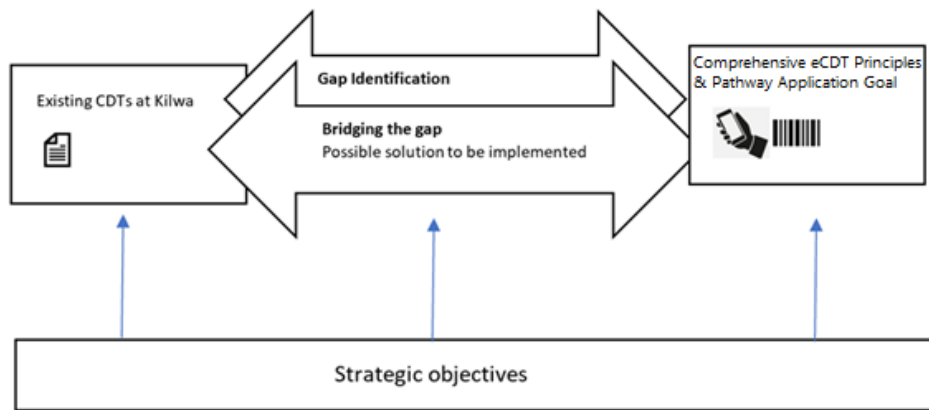 Gap Identification
Existing CDTs at Kilwa
Bridging the gap
Possible solution to be implemented
Comprehensive eCDT Principles
& Pathway Application Goal
Strategic objectives